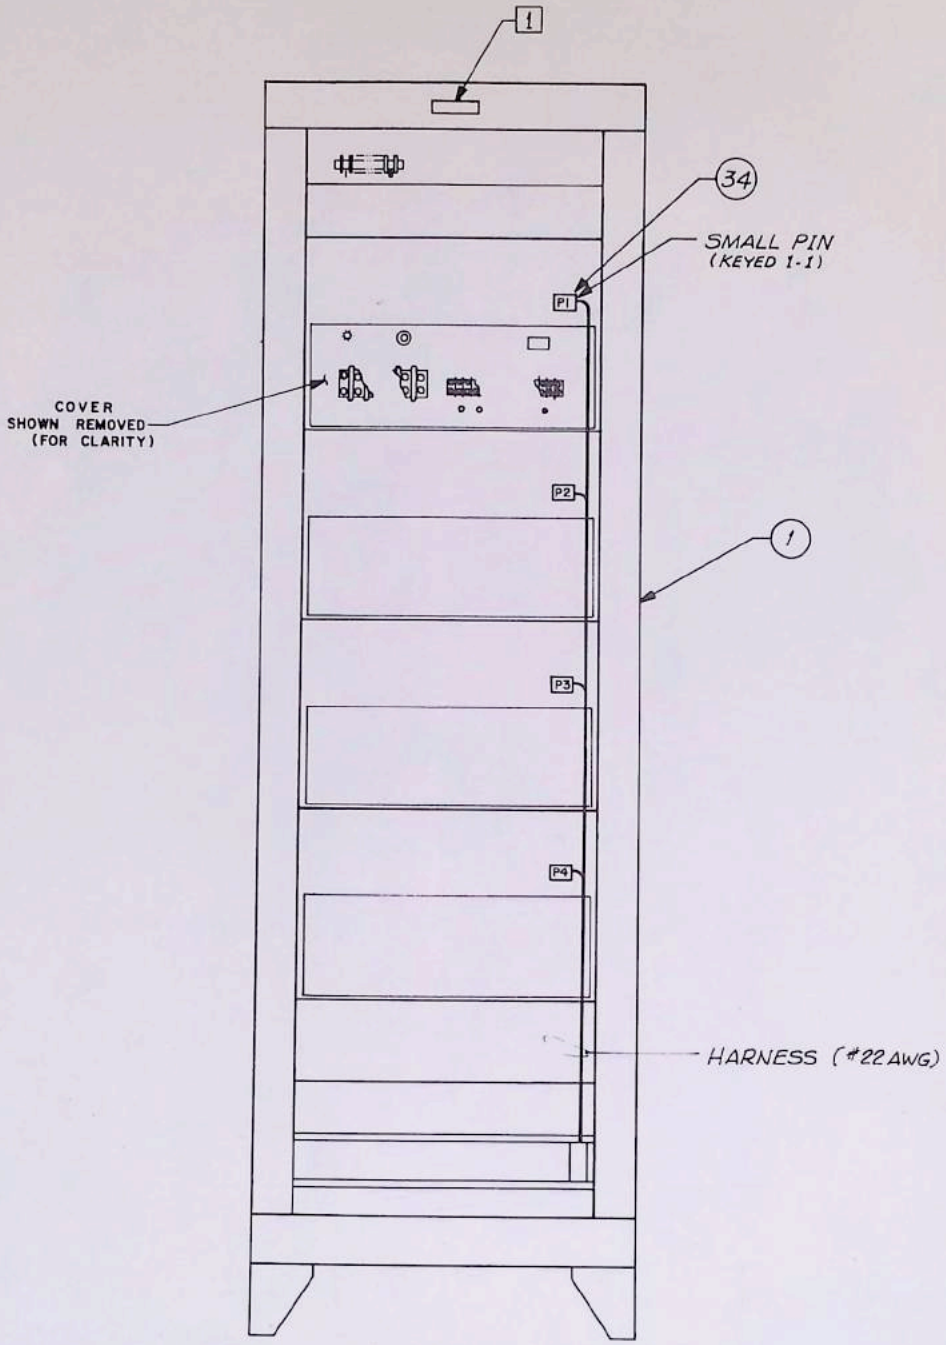 1
34
SMALL PIN
(KEYED 1-1)
P1
COVER
SHOWN REMOVED
(FOR CLARITY)
P2
1
P3
P4
HARNESS (#22 AWG)